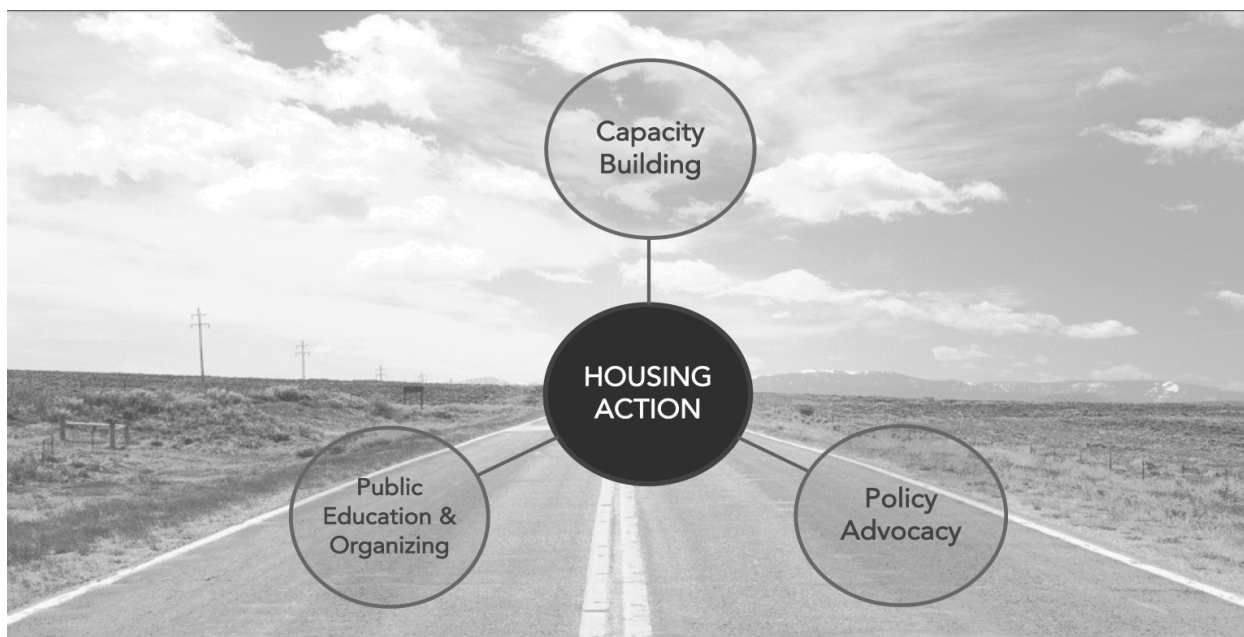 Capacity
Building
HOUSING
ACTION
Public
Education &
Organizing
Policy
Advocacy